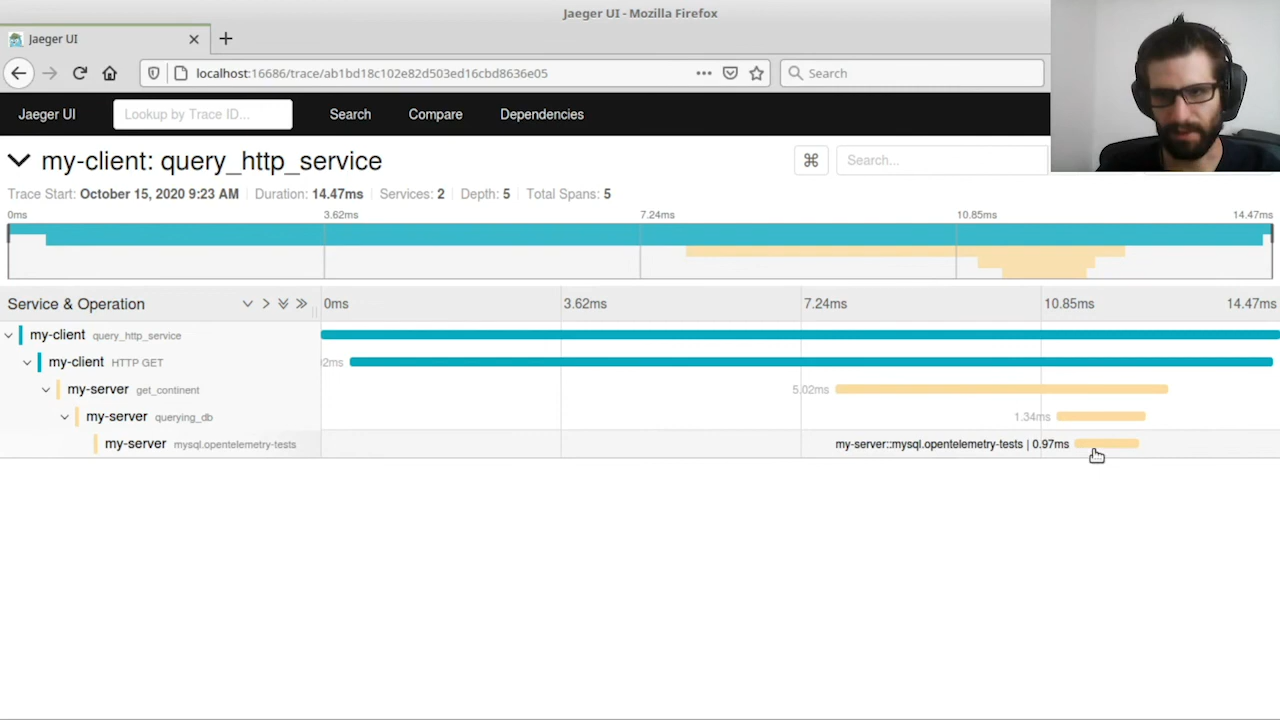 Jaeger UI - Mozilla Firefox
Jaeger UI
localhost:16686/trace/ab1bd18c102e82d503ed16cbd8636e05
Search
Jaeger UI
Lookup by Trace ID...
Search
Compare
Dependencies
my-client: query_http_service
Search...
Trace Start: October 15, 2020 9:23 AM Duration: 14.47ms Services: 2 Depth: 5 Total Spans: 5
0ms 3.62ms 7.24ms 10.85ms 14.47ms
Service & Operation 0ms 3.62ms 7.24ms 10.85ms 14.47ms
my-client query_http_service
my-client HTTP GET
my-server get_continent 5.02ms
my-server querying_db 1.34ms
my-server mysql.opentelemetry-tests my-server::mysql.opentelemetry-tests | 0.97ms